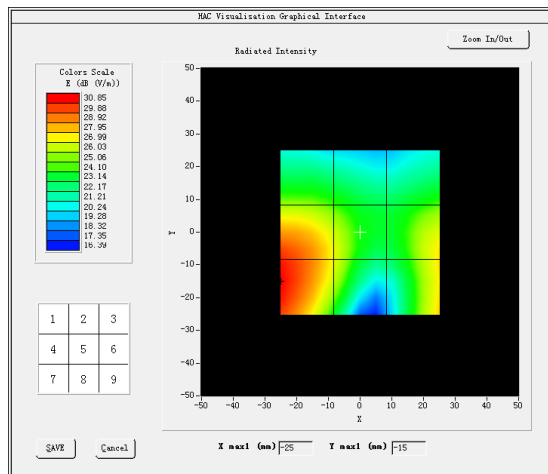 HAC Visualisation Graphical Interface
Zoom In/Out
Radiated Intensity
Colors Scale
E (dB (V/m))
30.85
29.88
28.92
27.95
26.99
26.03
25.06
24.10
23.14
22.17
21.21
20.24
19.28
18.32
17.35
16.39
50
40
30
20
10
0
-10
-20
-30
-40
-50
Y
-50 -40 -30 -20 -10 0 10 20 30 40 50
X
1 2 3
4 5 6
7 8 9
SAVE Cancel
X max1 (mm) -25 Y max1 (mm) -15